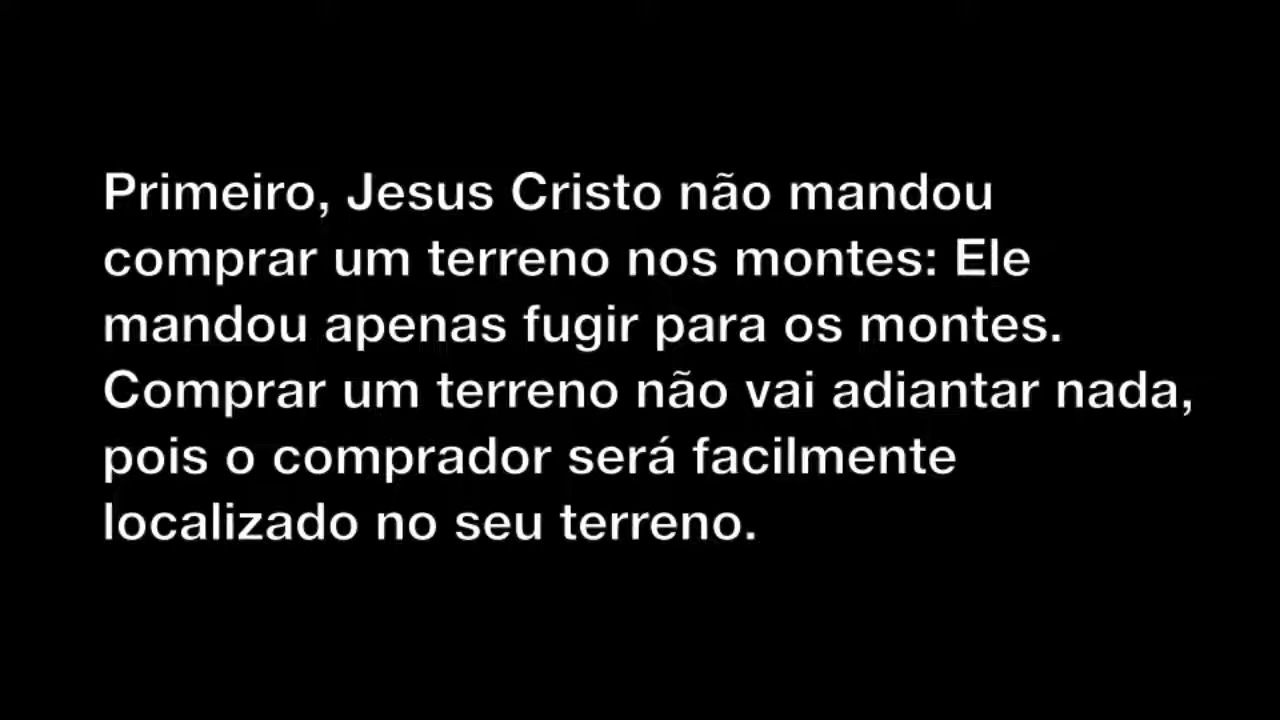 Primeiro, Jesus Cristo não mandou
comprar um terreno nos montes: Ele
mandou apenas fugir para os montes.
Comprar um terreno não vai adiantar nada,
pois o comprador será facilmente
localizado no seu terreno.